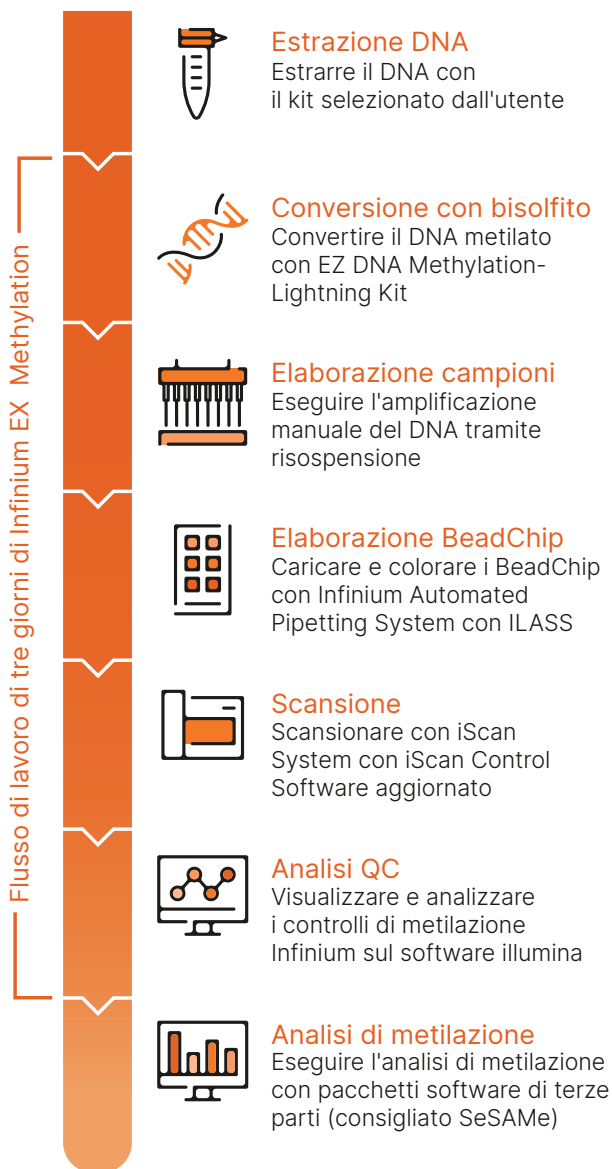 Estrazione DNA
Estrarre il DNA con
il kit selezionato dall'utente
Flusso di lavoro di tre giorni di Infinium EX Methylation
Conversione con bisolfito
Convertire il DNA metilato
con EZ DNA Methylation-
Lightning Kit
Elaborazione campioni
Eseguire l'amplificazione
manuale del DNA tramite
risospensione
Elaborazione BeadChip
Caricare e colorare i BeadChip
con Infinium Automated
Pipetting System con ILASS
Scansione
Scansionare con iScan
System con iScan Control
Software aggiornato
Analisi QC
Visualizzare e analizzare
i controlli di metilazione
Infinium sul software illumina
Analisi di metilazione
Eseguire l'analisi di metilazione
con pacchetti software di terze
parti (consigliato SeSAMe)